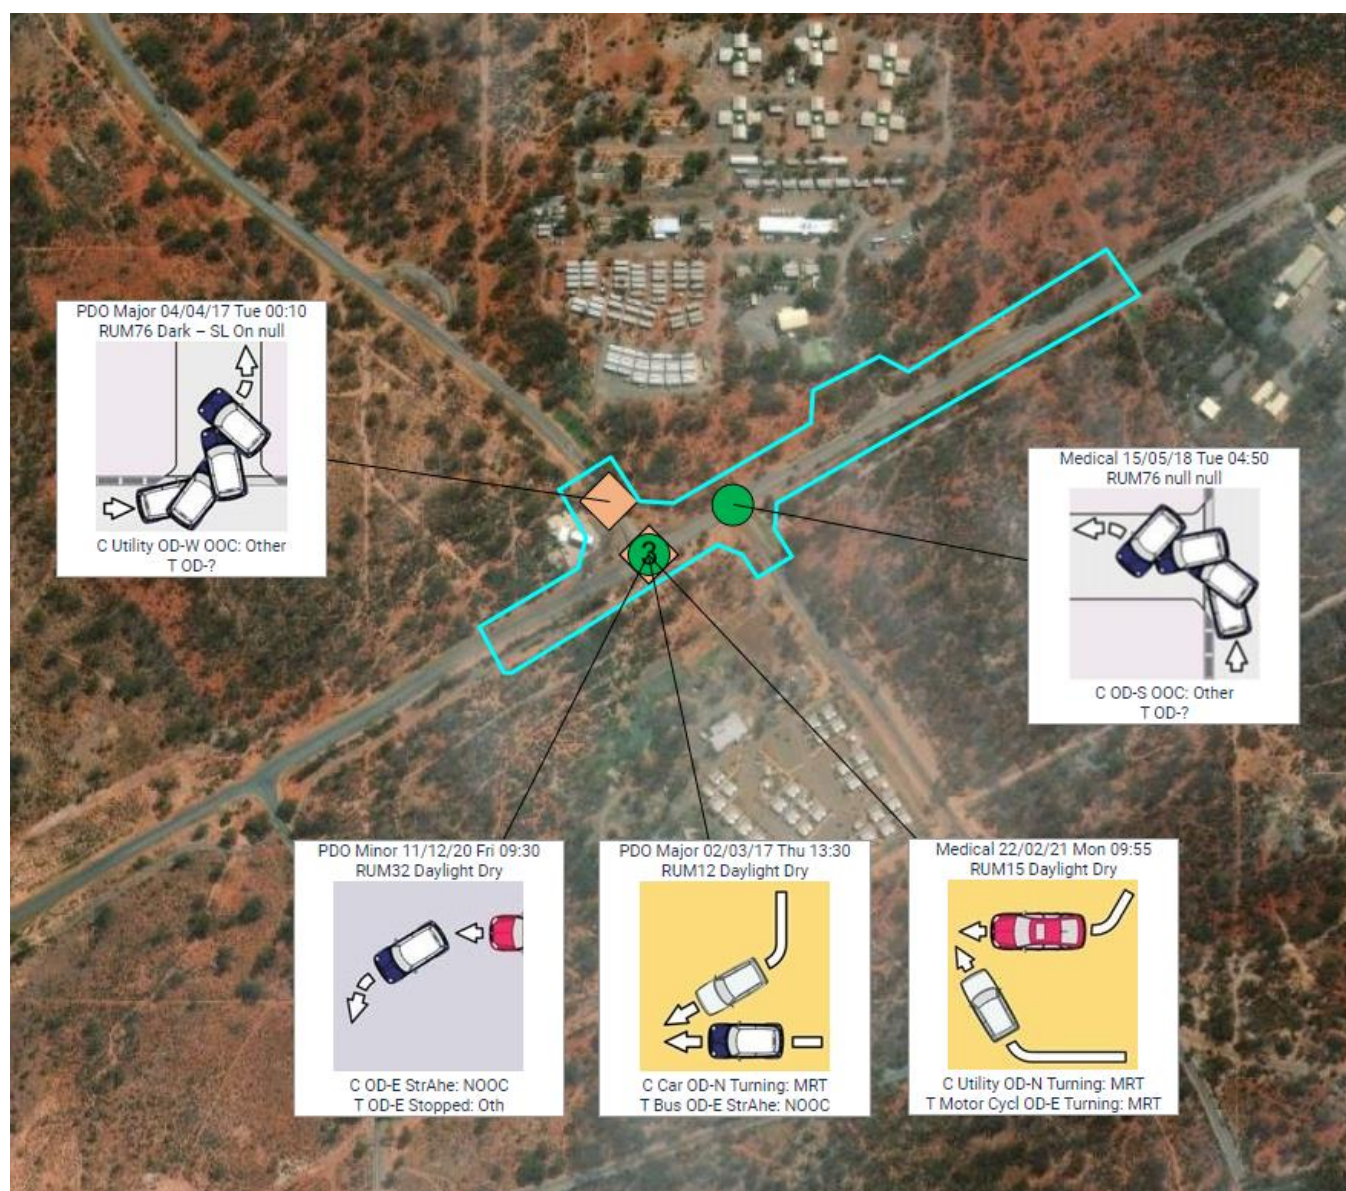 PDO Major 04/04/17 Tue 00:10
RUM76 Dark – SL On null
C Utility OD-W OOC: Other
T OD-?
Medical 15/05/18 Tue 04:50
RUM76 null null
C OD-S OOC: Other
T OD-?
3
PDO Minor 11/12/20 Fri 09:30
RUM32 Daylight Dry
C OD-E StrAhe: NOOC
T OD-E Stopped: Oth
PDO Major 02/03/17 Thu 13:30
RUM12 Daylight Dry
C Car OD-N Turning: MRT
T Bus OD-E StrAhe: NOOC
Medical 22/02/21 Mon 09:55
RUM15 Daylight Dry
C Utility OD-N Turning: MRT
T Motor Cycl OD-E Turning: MRT